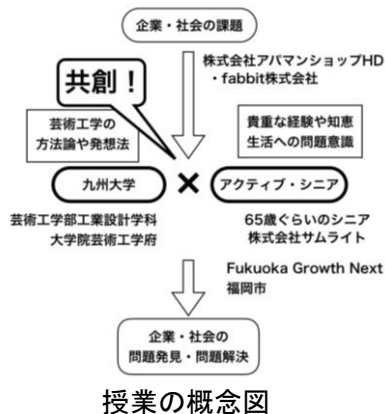 企業・社会の課題
株式会社アパマンショップHD
・fabbit株式会社
共創！
芸術工学の
方法論や発想法
貴重な経験や知恵
生活への問題意識
九州大学
×
アクティブ・シニア
芸術工学部工業設計学科
大学院芸術工学府
65歳ぐらいのシニア
株式会社サムライト
Fukuoka Growth Next
福岡市
企業・社会の
問題発見・問題解決
授業の概念図